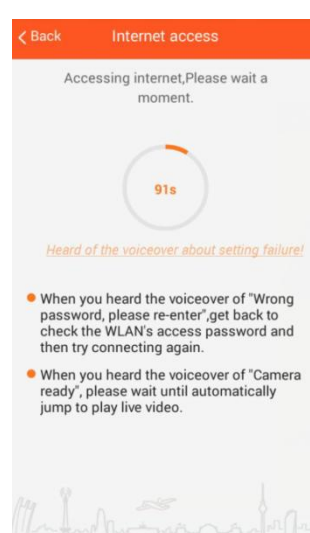 Back Internet access
Accessing internet,Please wait a
moment.
91s
Heard of the voiceover about setting failure!
When you heard the voiceover of "Wrong
password, please re-enter",get back to
check the WLAN's access password and
then try connecting again.
When you heard the voiceover of "Camera
ready", please wait until automatically
jump to play live video.